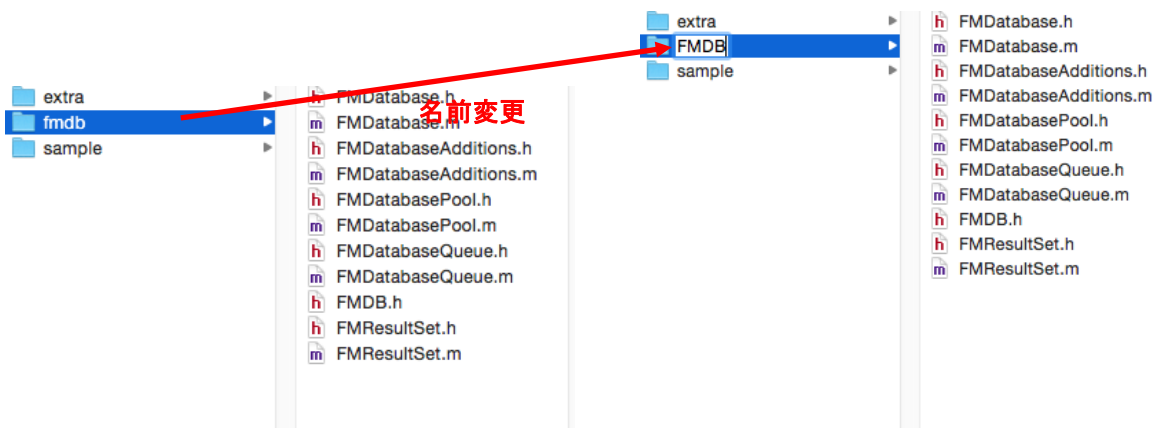 extra
fmdb
sample
h FMDatabase.h
m FMDatabase.m
h FMDatabaseAdditions.h
m FMDatabaseAdditions.m
h FMDatabasePool.h
m FMDatabasePool.m
h FMDatabaseQueue.h
m FMDatabaseQueue.m
h FMDB.h
h FMResultSet.h
m FMResultSet.m
名前変更
extra
FMDB
sample
h FMDatabase.h
m FMDatabase.m
h FMDatabaseAdditions.h
m FMDatabaseAdditions.m
h FMDatabasePool.h
m FMDatabasePool.m
h FMDatabaseQueue.h
m FMDatabaseQueue.m
h FMDB.h
h FMResultSet.h
m FMResultSet.m